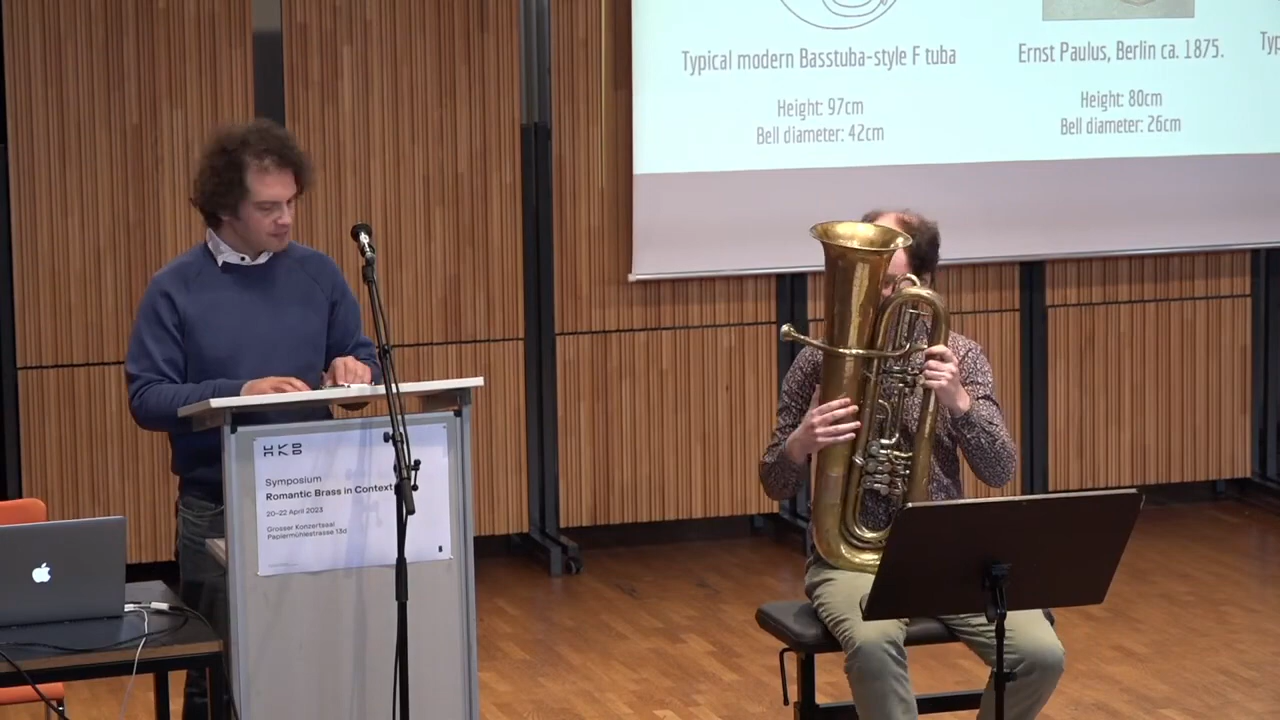 Typical modern Basstuba-style F tuba
Height: 97cm
Bell diameter: 42cm
Ernst Paulus, Berlin ca. 1875.
Height: 80cm
Bell diameter: 26cm
HKB
Symposium
Romantic Brass in Context
20–22 April 2023
Grosser Konzertsaal
Papiermühlestrasse 13d